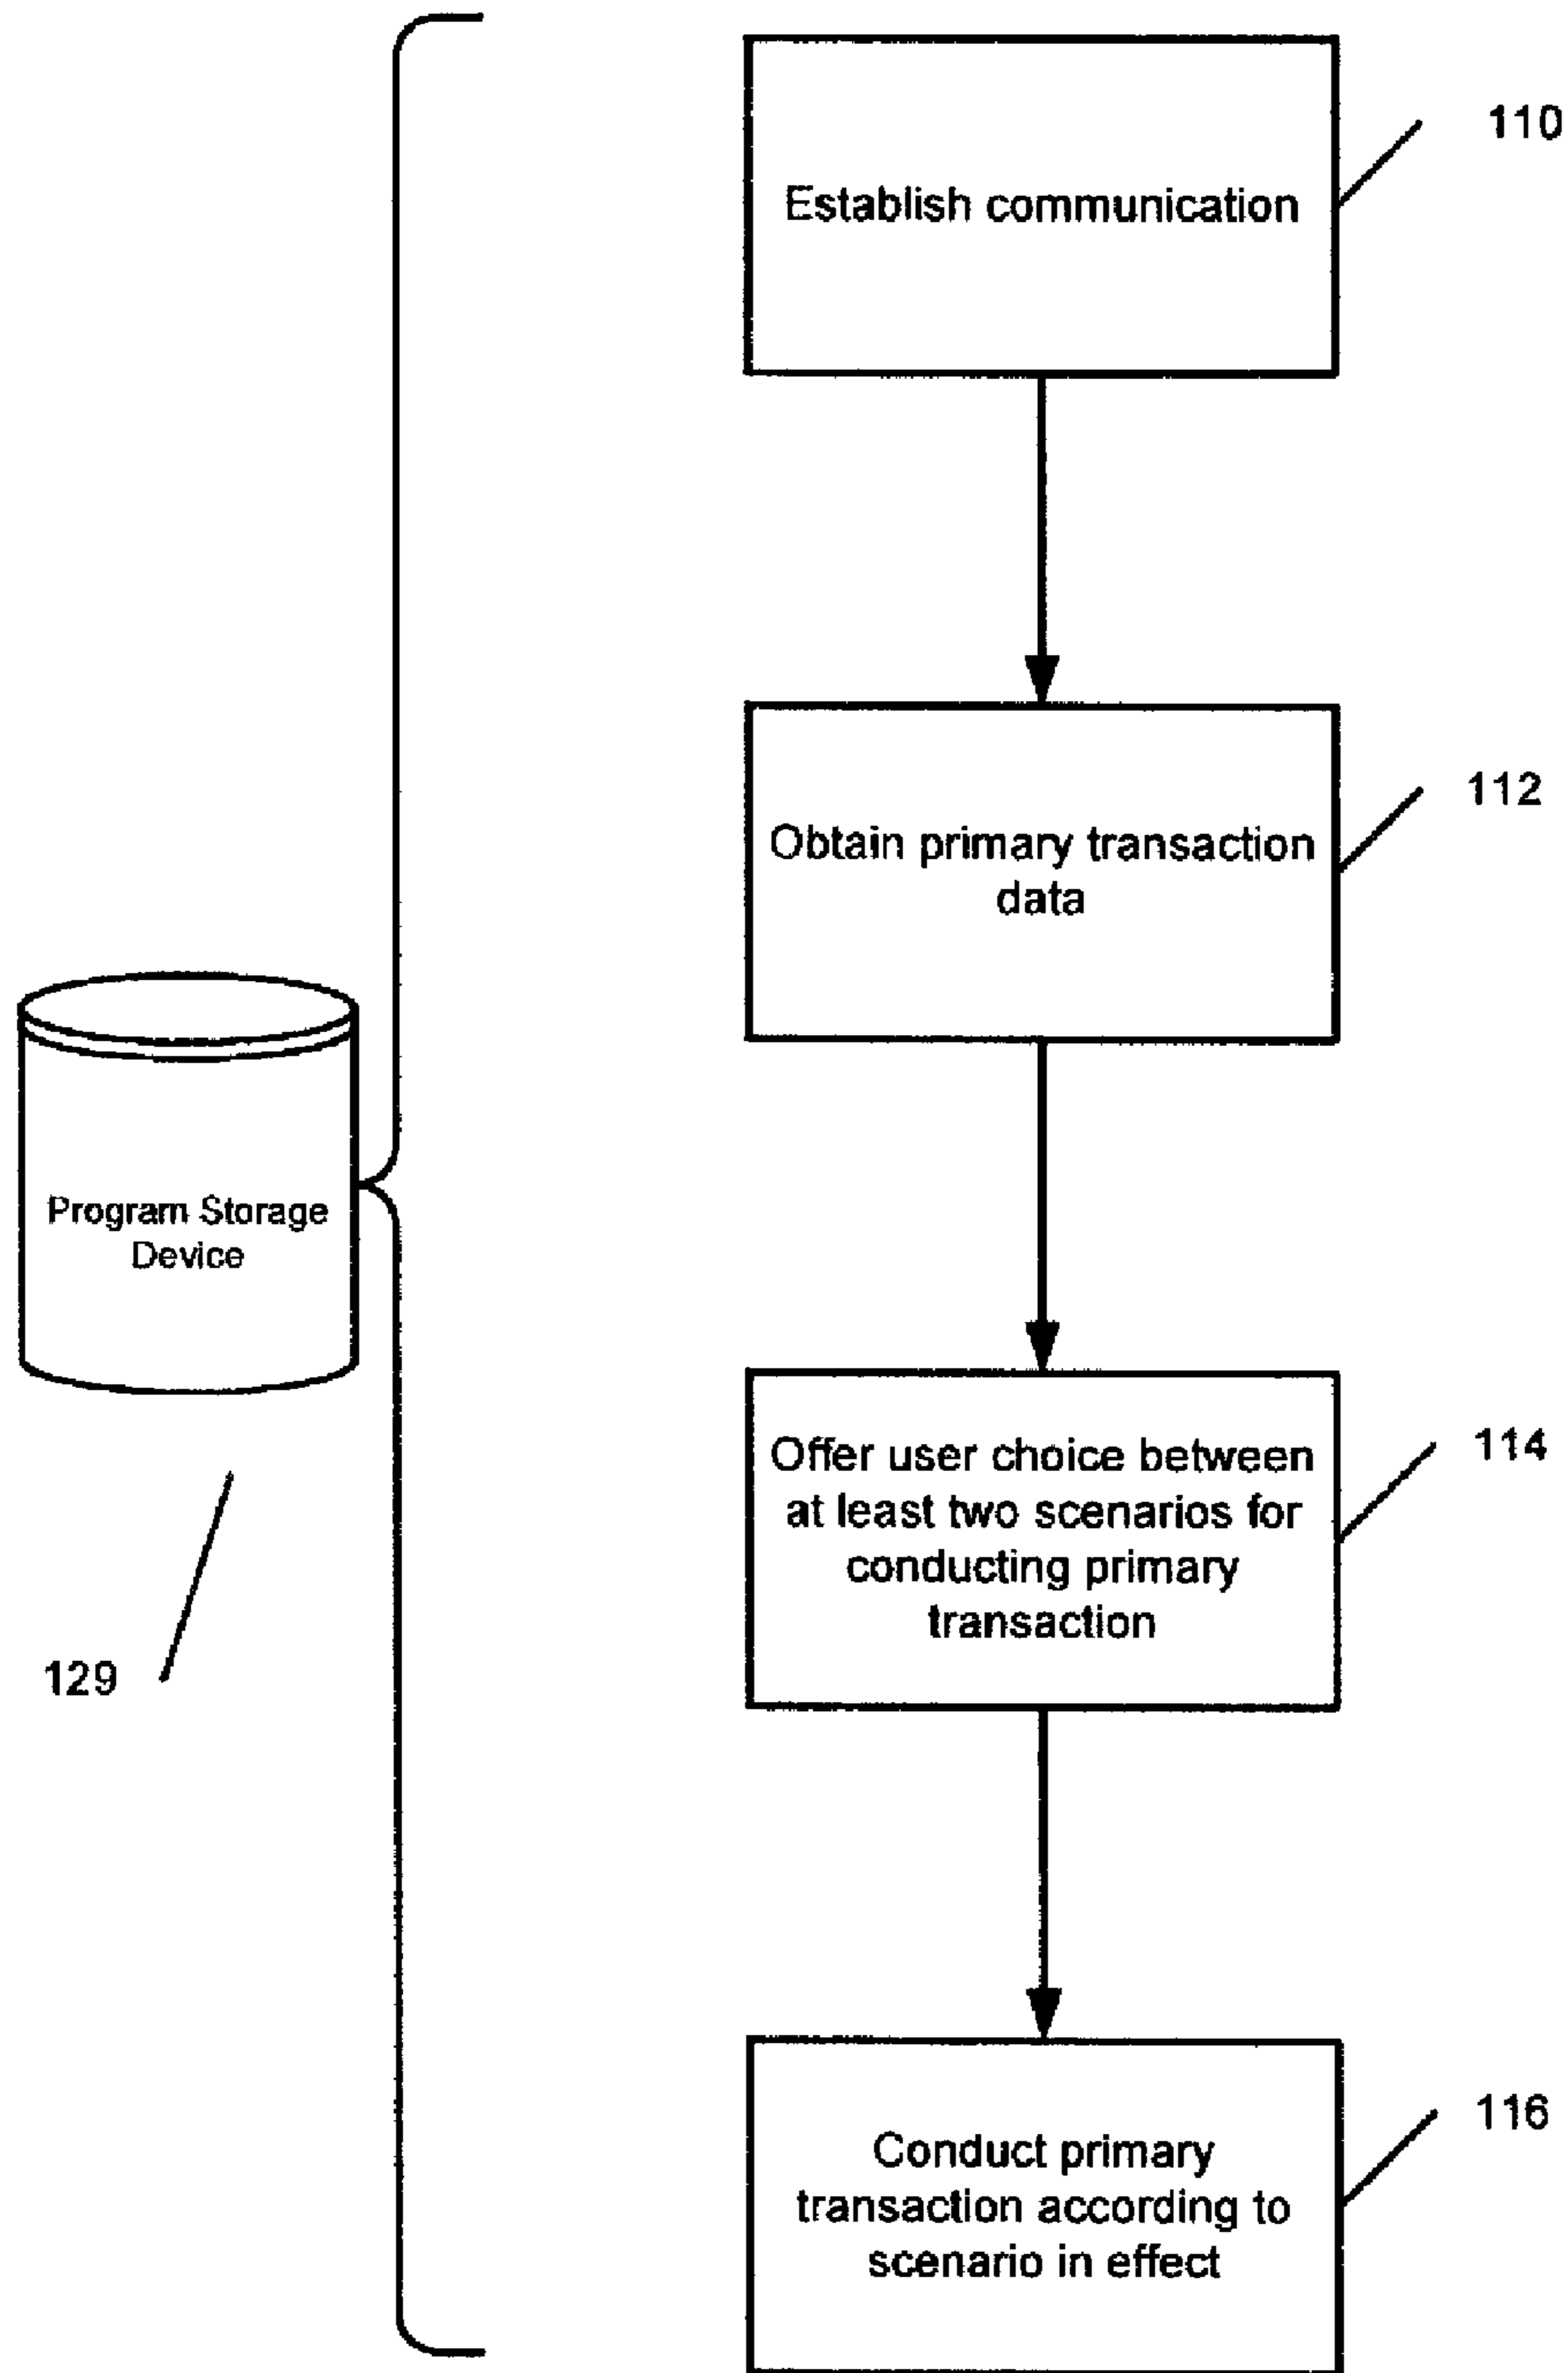 Establish communication
110
Obtain primary transaction
data
112
Program Storage
Device
129
Offer user choice between
at least two scenarios for
conducting primary
transaction
114
Conduct primary
transaction according to
scenario in effect
116